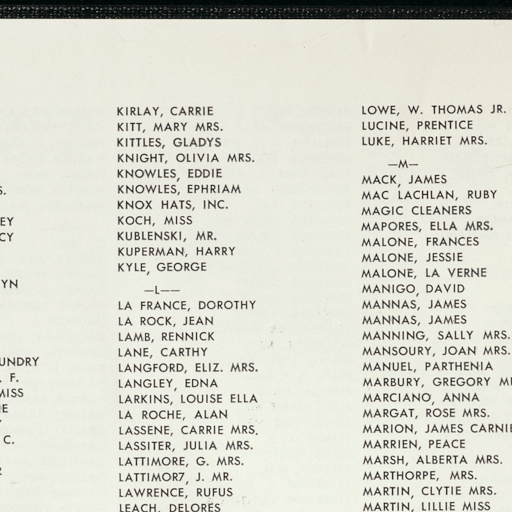 S.
EY
CY
YN
UNDRY
. F.
MISS
E
C.
KIRLAY, CARRIE
KITT, MARY MRS.
KITTLES, GLADYS
KNIGHT, OLIVIA MRS.
KNOWLES, EDDIE
KNOWLES, EPHRIAM
KNOX HATS, INC.
KOCH, MISS
KUBLENSKI, MR.
KUPERMAN, HARRY
KYLE, GEORGE
—L——
LA FRANCE, DOROTHY
LA ROCK, JEAN
LAMB, RENNICK
LANE, CARTHY
LANGFORD, ELIZ. MRS.
LANGLEY, EDNA
LARKINS, LOUISE ELLA
LA ROCHE, ALAN
LASSENE, CARRIE MRS.
LASSITER, JULIA MRS.
LATTIMORE, G. MRS.
LATTIMOR7, J. MR.
LAWRENCE, RUFUS
LEACH, DELORES
LOWE, W. THOMAS JR.
LUCINE, PRENTICE
LUKE, HARRIET MRS.
—M—
MACK, JAMES
MAC LACHLAN, RUBY
MAGIC CLEANERS
MAPORES, ELLA MRS.
MALONE, FRANCES
MALONE, JESSIE
MALONE, LA VERNE
MANIGO, DAVID
MANNAS, JAMES
MANNAS, JAMES
MANNING, SALLY MRS.
MANSOURY, JOAN MRS.
MANUEL, PARTHENIA
MARBURY, GREGORY M
MARCIANO, ANNA
MARGAT, ROSE MRS.
MARION, JAMES CARNIE
MARRIEN, PEACE
MARSH, ALBERTA MRS.
MARTHORPE, MRS.
MARTIN, CLYTIE MRS.
MARTIN, LILLIE MISS